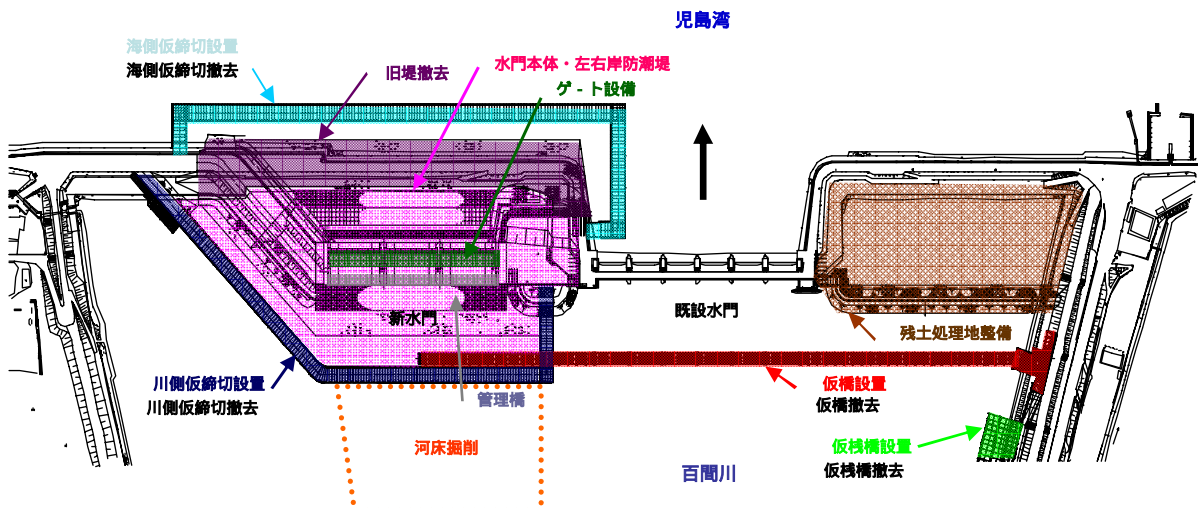 児島湾
海側仮締切設置
海側仮締切撤去
旧堤撤去
水門本体・左右岸防潮堤
ゲ-ト設備
新水門
既設水門
残土処理地整備
川側仮締切設置
川側仮締切撤去
管理橋
仮橋設置
仮橋撤去
河床掘削
仮桟橋設置
仮桟橋撤去
百間川